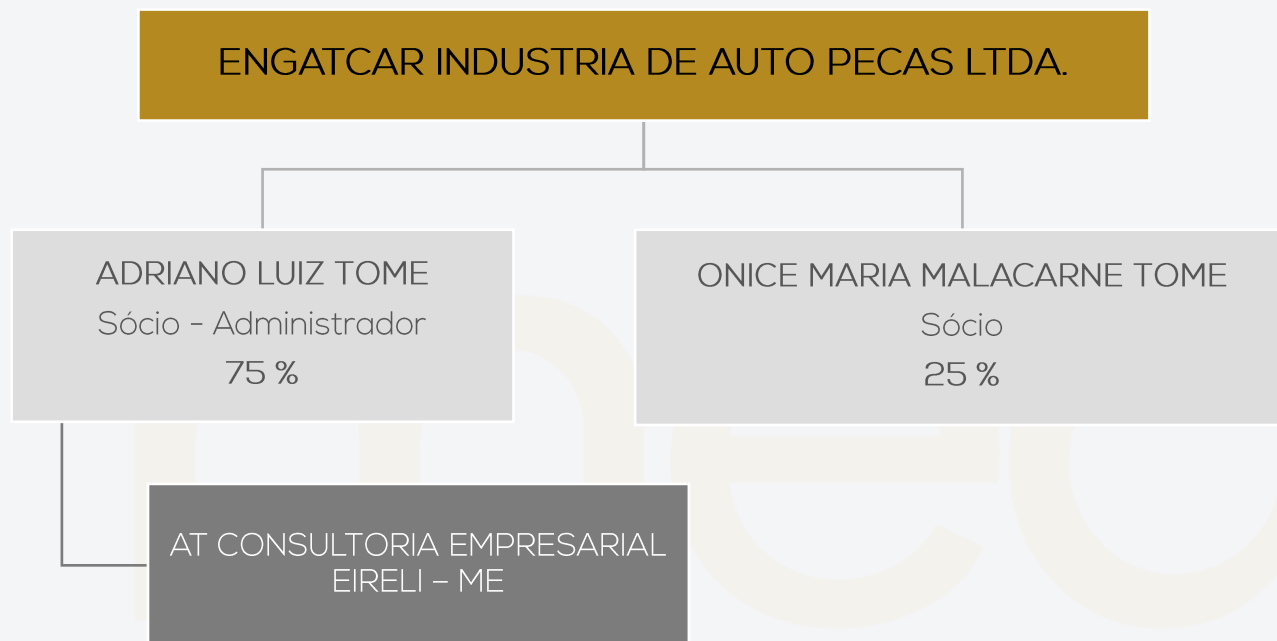 ENGATCAR INDUSTRIA DE AUTO PECAS LTDA.
ADRIANO LUIZ TOME
Sócio - Administrador
75 %
ONICE MARIA MALACARNE TOME
Sócio
25 %
AT CONSULTORIA EMPRESARIAL
EIRELI – ME